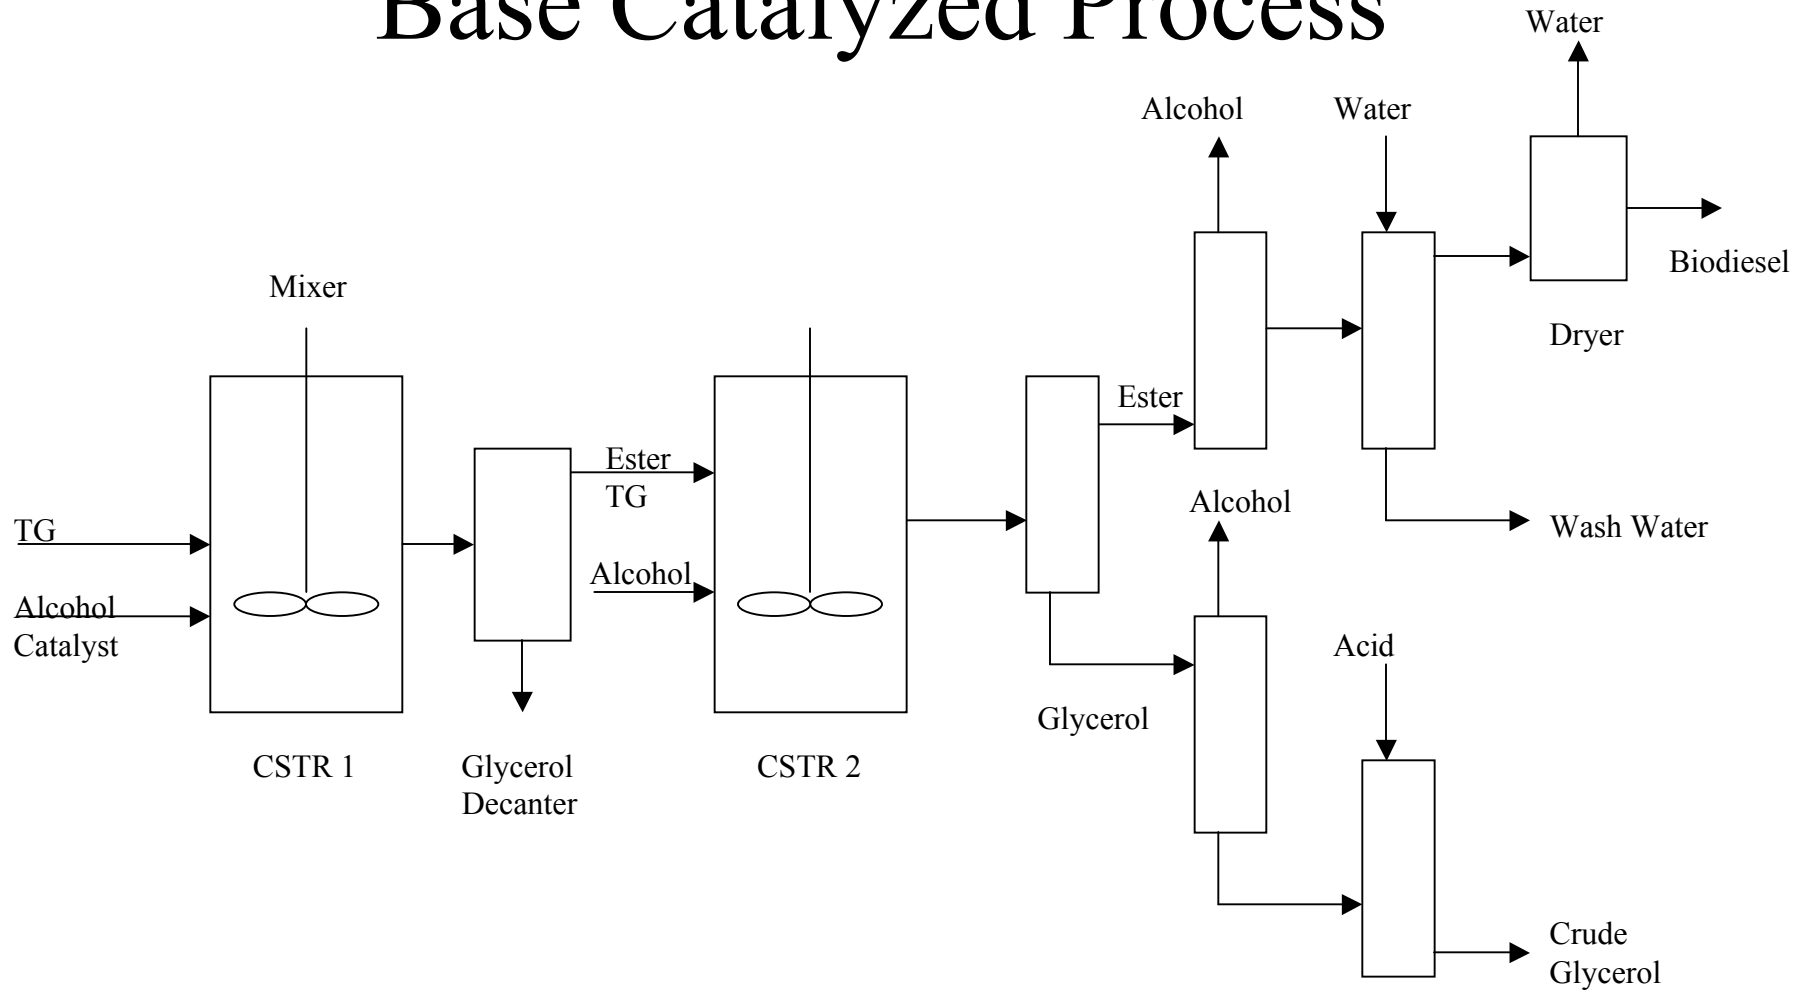 Base Catalyzed Process
Water
Alcohol
Water
Biodiesel
Mixer
Dryer
Ester
Ester
TG
Alcohol
TG
Wash Water
Alcohol
Alcohol
Catalyst
Acid
Glycerol
CSTR 1
Glycerol
Decanter
CSTR 2
Crude
Glycerol